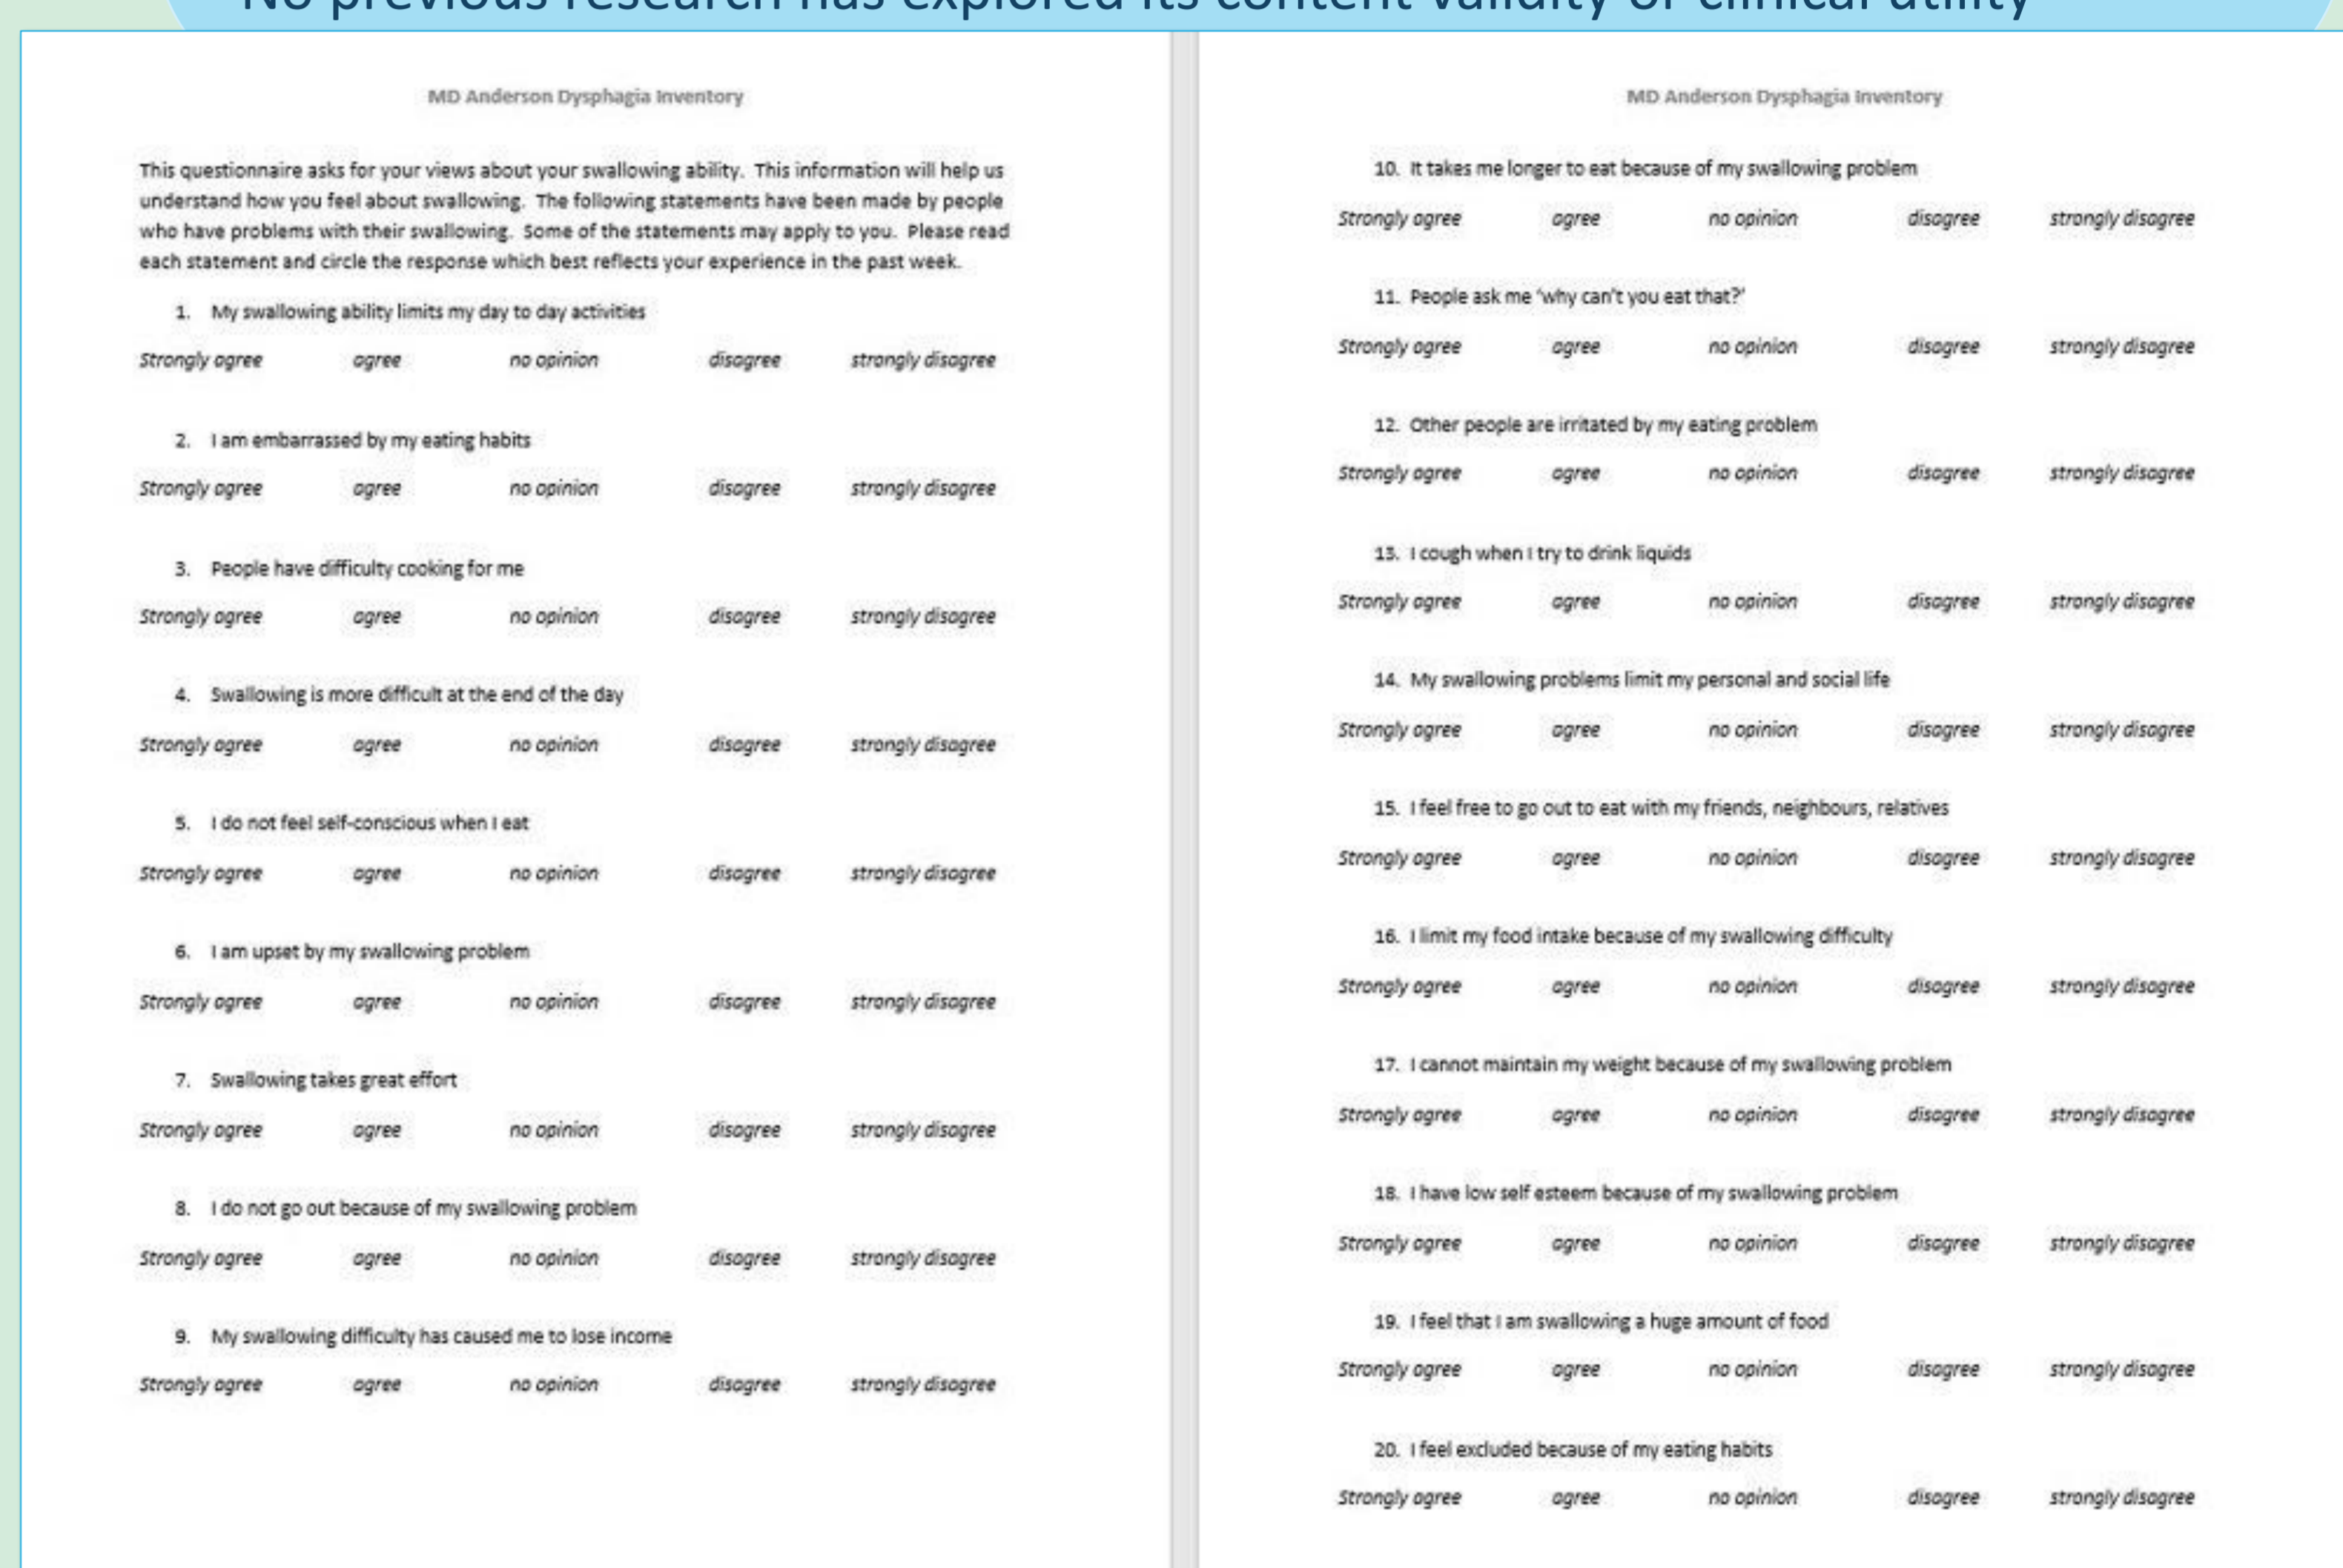 No previous research has explored its content validity or clinical utility
MD Anderson Dysphagia Inventory
This questionnaire asks for your views about your swallowing ability. This information will help us
understand how you feel about swallowing. The following statements have been made by people
who have problems with their swallowing. Some of the statements may apply to you. Please read
each statement and circle the response which best reflects your experience in the past week.
1. My swallowing ability limits my day to day activities
Strongly agree agree no opinion disagree strongly disagree
2. I am embarrassed by my eating habits
Strongly agree agree no opinion disagree strongly disagree
3. People have difficulty cooking for me
Strongly agree agree no opinion disagree strongly disagree
4. Swallowing is more difficult at the end of the day
Strongly agree agree no opinion disagree strongly disagree
5. I do not feel self-conscious when I eat
Strongly agree agree no opinion disagree strongly disagree
6. I am upset by my swallowing problem
Strongly agree agree no opinion disagree strongly disagree
7. Swallowing takes great effort
Strongly agree agree no opinion disagree strongly disagree
8. I do not go out because of my swallowing problem
Strongly agree agree no opinion disagree strongly disagree
9. My swallowing difficulty has caused me to lose income
Strongly agree agree no opinion disagree strongly disagree
MD Anderson Dysphagia Inventory
10. It takes me longer to eat because of my swallowing problem
Strongly agree agree no opinion disagree strongly disagree
11. People ask me ‘why can’t you eat that?’
Strongly agree agree no opinion disagree strongly disagree
12. Other people are irritated by my eating problem
Strongly agree agree no opinion disagree strongly disagree
13. I cough when I try to drink liquids
Strongly agree agree no opinion disagree strongly disagree
14. My swallowing problems limit my personal and social life
Strongly agree agree no opinion disagree strongly disagree
15. I feel free to go out to eat with my friends, neighbours, relatives
Strongly agree agree no opinion disagree strongly disagree
16. I limit my food intake because of my swallowing difficulty
Strongly agree agree no opinion disagree strongly disagree
17. I cannot maintain my weight because of my swallowing problem
Strongly agree agree no opinion disagree strongly disagree
18. I have low self esteem because of my swallowing problem
Strongly agree agree no opinion disagree strongly disagree
19. I feel that I am swallowing a huge amount of food
Strongly agree agree no opinion disagree strongly disagree
20. I feel excluded because of my eating habits
Strongly agree agree no opinion disagree strongly disagree